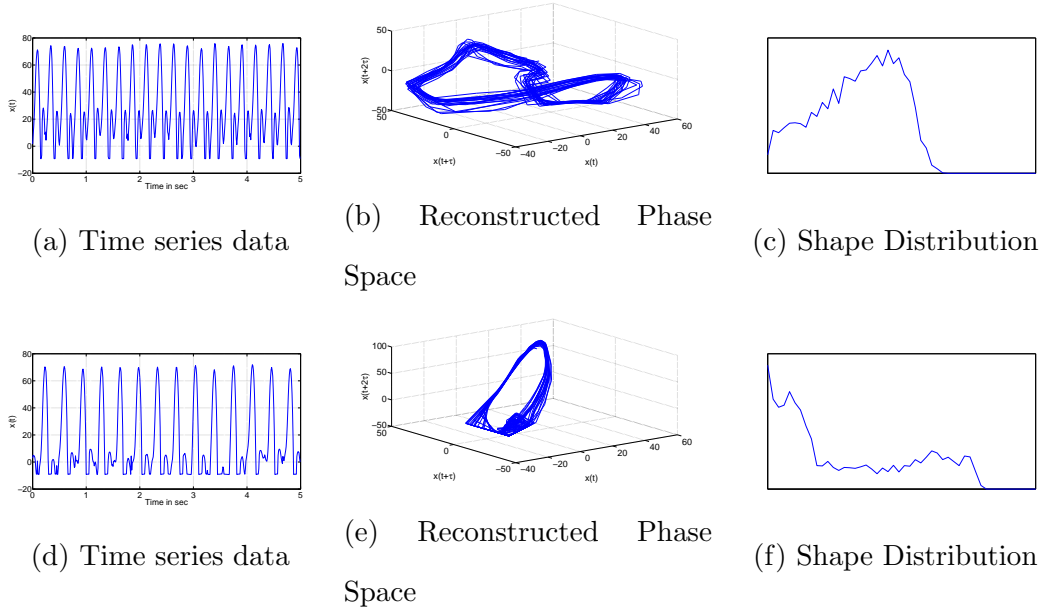 80
60
40
20
0
−20
x(t)
0 1 2 3 4 5
Time in sec
50
0
−50
x(t+2τ)
50
0
−50
x(t+τ)
−40 −20 0 20 40 60
x(t)
(a) Time series data
(b) Reconstructed Phase
Space
(c) Shape Distribution
80
60
40
20
0
−20
x(t)
0 1 2 3 4 5
Time in sec
100
50
0
−50
x(t+2τ)
50
0
−50
x(t+τ)
−40 −20 0 20 40 60
x(t)
(d) Time series data
(e) Reconstructed Phase
Space
(f) Shape Distribution